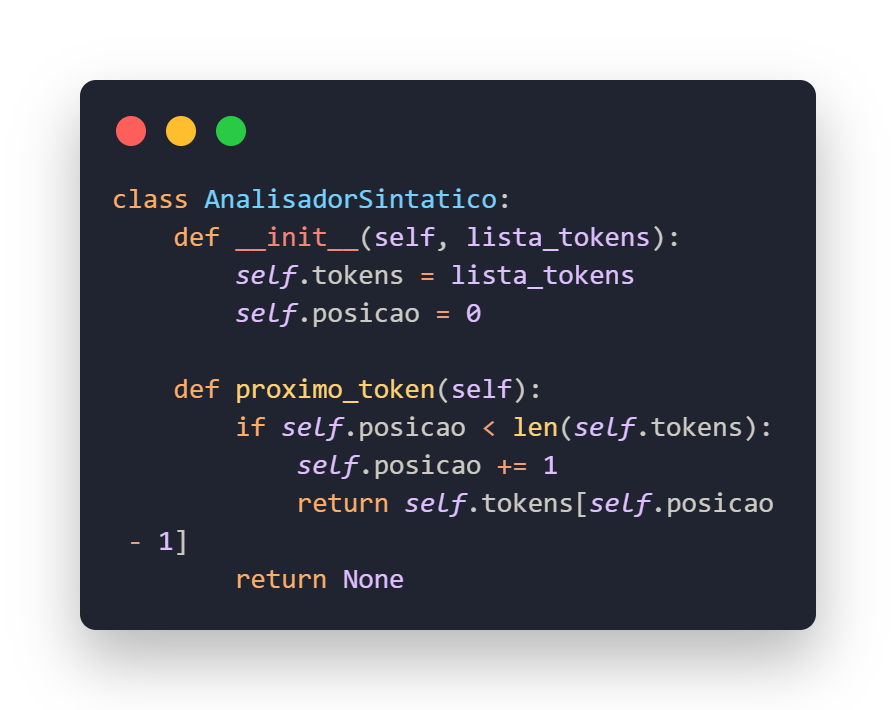 class AnalisadorSintatico:
    def __init__(self, lista_tokens):
        self.tokens = lista_tokens
        self.posicao = 0

    def proximo_token(self):
        if self.posicao < len(self.tokens):
            self.posicao += 1
            return self.tokens[self.posicao
 - 1]
        return None